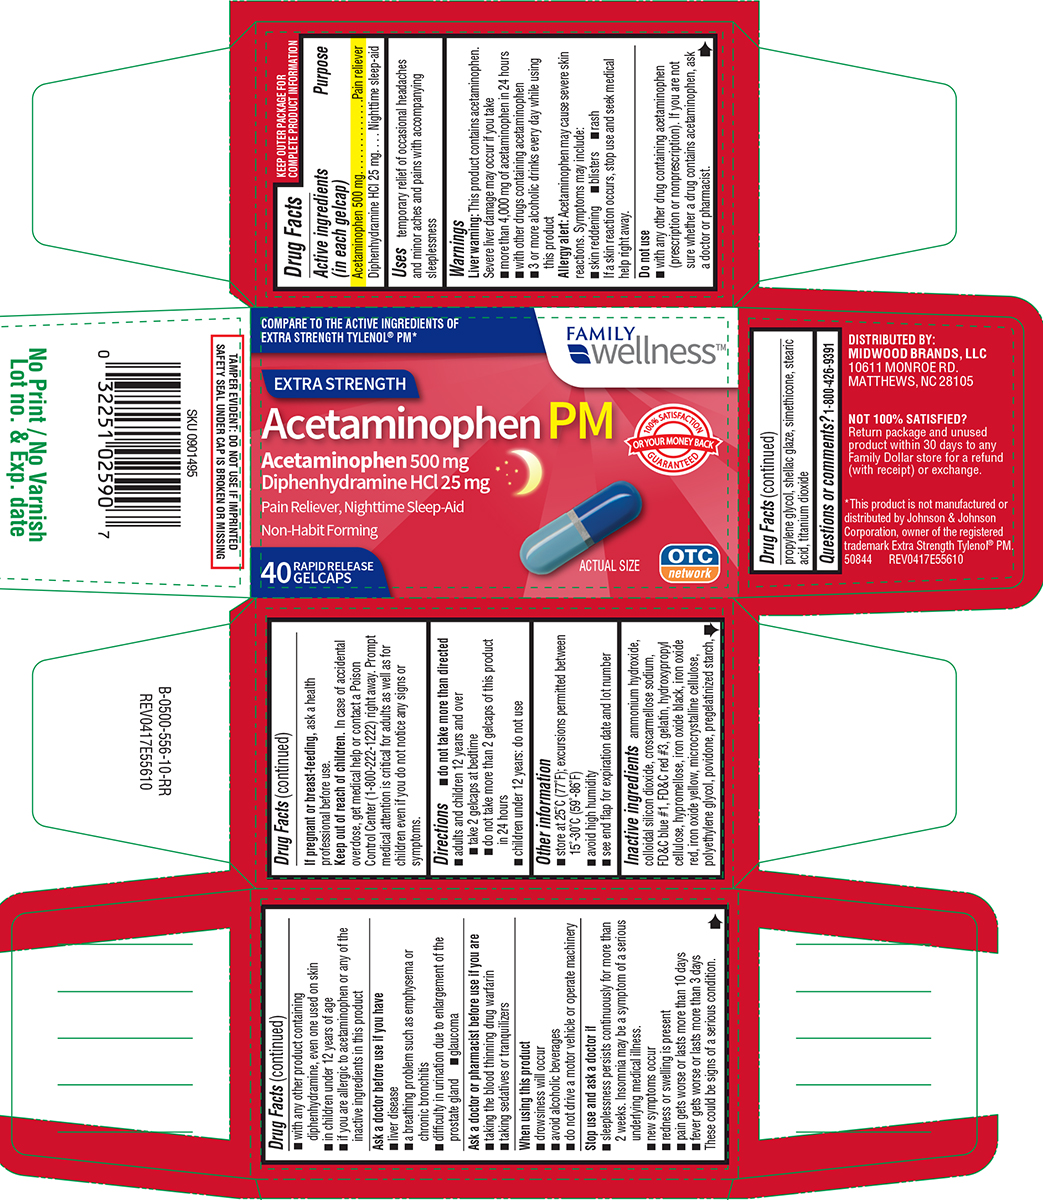 KEEP OUTER PACKAGE FOR
COMPLETE PRODUCT INFORMATION
Drug Facts
Active ingredients Purpose
(in each gelcap)
Acetaminophen 500 mg..............Pain reliever
Diphenhydramine HCl 25 mg.... Nighttime sleep-aid
Uses temporary relief of occasional headaches
and minor aches and pains with accompanying
sleeplessness
Warnings
Liver warning: This product contains acetaminophen.
Severe liver damage may occur if you take
■ more than 4,000 mg of acetaminophen in 24 hours
■ with other drugs containing acetaminophen
■ 3 or more alcoholic drinks every day while using
this product
Allergy alert: Acetaminophen may cause severe skin
reactions. Symptoms may include:
■ skin reddening ■ blisters ■ rash
If a skin reaction occurs, stop use and seek medical
help right away.
Do not use
■ with any other drug containing acetaminophen
(prescription or nonprescription). If you are not
sure whether a drug contains acetaminophen, ask
a doctor or pharmacist.
No Print / No Varnish
Lot no. & Exp. date
0 32251 02590 7
SKU 0901495
TAMPER EVIDENT: DO NOT USE IF IMPRINTED
SAFETY SEAL UNDER CAP IS BROKEN OR MISSING
COMPARE TO THE ACTIVE INGREDIENTS OF
EXTRA STRENGTH TYLENOL® PM*
FAMILY
wellness™
EXTRA STRENGTH
Acetaminophen PM
100% SATISFACTION
OR YOUR MONEY BACK
GUARANTEED
Acetaminophen 500 mg
Diphenhydramine HCl 25 mg
Pain Reliever, Nighttime Sleep-Aid
Non-Habit Forming
40 RAPID RELEASE
GELCAPS
ACTUAL SIZE
OTC
network
Drug Facts (continued)
propylene glycol, shellac glaze, simethicone, stearic
acid, titanium dioxide
Questions or comments? 1-800-426-9391
DISTRIBUTED BY:
MIDWOOD BRANDS, LLC
10611 MONROE RD.
MATTHEWS, NC 28105
NOT 100% SATISFIED?
Return package and unused
product within 30 days to any
Family Dollar store for a refund
(with receipt) or exchange.
*This product is not manufactured or
distributed by Johnson & Johnson
Corporation, owner of the registered
trademark Extra Strength Tylenol® PM.
50844 REV0417E55610
B-0500-556-10-RR
REV0417E55610
Drug Facts (continued)
If pregnant or breast-feeding, ask a health
professional before use.
Keep out of reach of children. In case of accidental
overdose, get medical help or contact a Poison
Control Center (1-800-222-1222) right away. Prompt
medical attention is critical for adults as well as for
children even if you do not notice any signs or
symptoms.
Directions ■ do not take more than directed
■ adults and children 12 years and over
■ take 2 gelcaps at bedtime
■ do not take more than 2 gelcaps of this product
in 24 hours
■ children under 12 years: do not use
Other information
■ store at 25°C (77°F); excursions permitted between
15°-30°C (59°-86°F)
■ avoid high humidity
■ see end flap for expiration date and lot number
Inactive ingredients ammonium hydroxide,
colloidal silicon dioxide, croscarmellose sodium,
FD&C blue #1, FD&C red #3, gelatin, hydroxypropyl
cellulose, hypromellose, iron oxide black, iron oxide
red, iron oxide yellow, microcrystalline cellulose,
polyethylene glycol, povidone, pregelatinized starch,
Drug Facts (continued)
■ with any other product containing
diphenhydramine, even one used on skin
■ in children under 12 years of age
■ if you are allergic to acetaminophen or any of the
inactive ingredients in this product
Ask a doctor before use if you have
■ liver disease
■ a breathing problem such as emphysema or
chronic bronchitis
■ difficulty in urination due to enlargement of the
prostate gland ■ glaucoma
Ask a doctor or pharmacist before use if you are
■ taking the blood thinning drug warfarin
■ taking sedatives or tranquilizers
When using this product
■ drowsiness will occur
■ avoid alcoholic beverages
■ do not drive a motor vehicle or operate machinery
Stop use and ask a doctor if
■ sleeplessness persists continuously for more than
2 weeks. Insomnia may be a symptom of a serious
underlying medical illness.
■ new symptoms occur
■ redness or swelling is present
■ pain gets worse or lasts more than 10 days
■ fever gets worse or lasts more than 3 days
These could be signs of a serious condition.